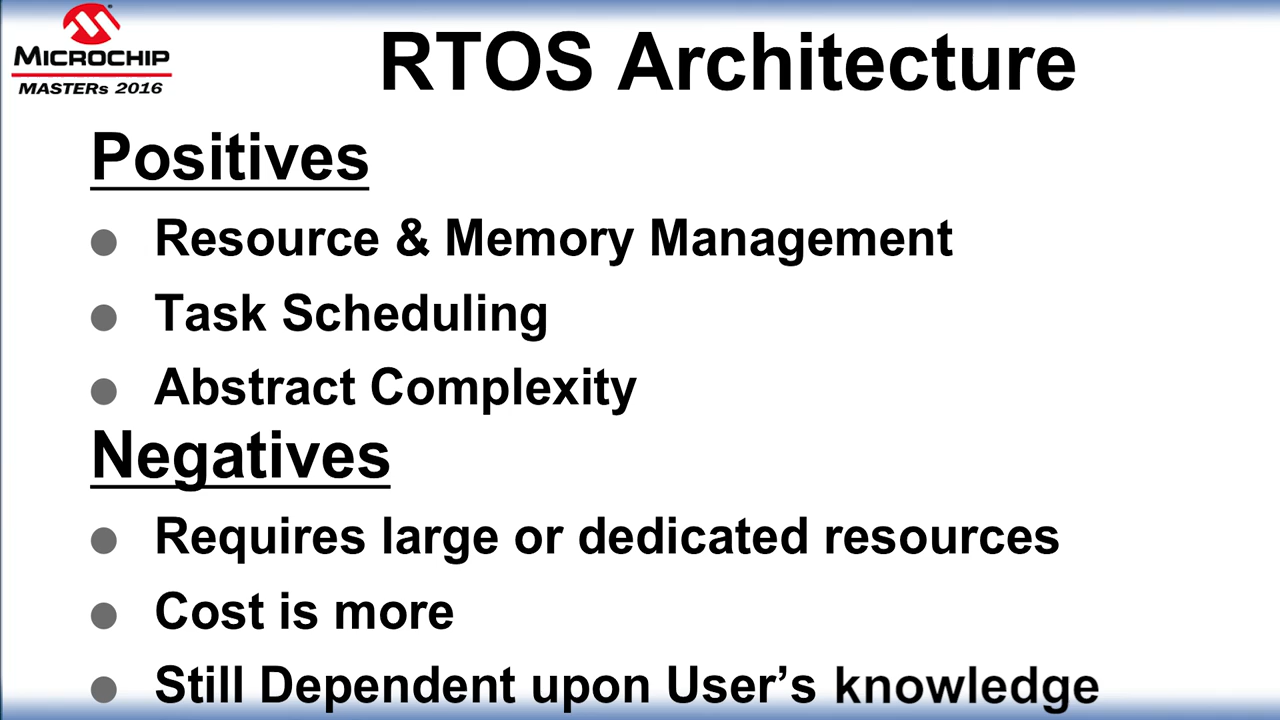 MICROCHIP
MASTERs 2016
RTOS Architecture
Positives
Resource & Memory Management
Task Scheduling
Abstract Complexity
Negatives
Requires large or dedicated resources
Cost is more
Still Dependent upon User’s knowledge